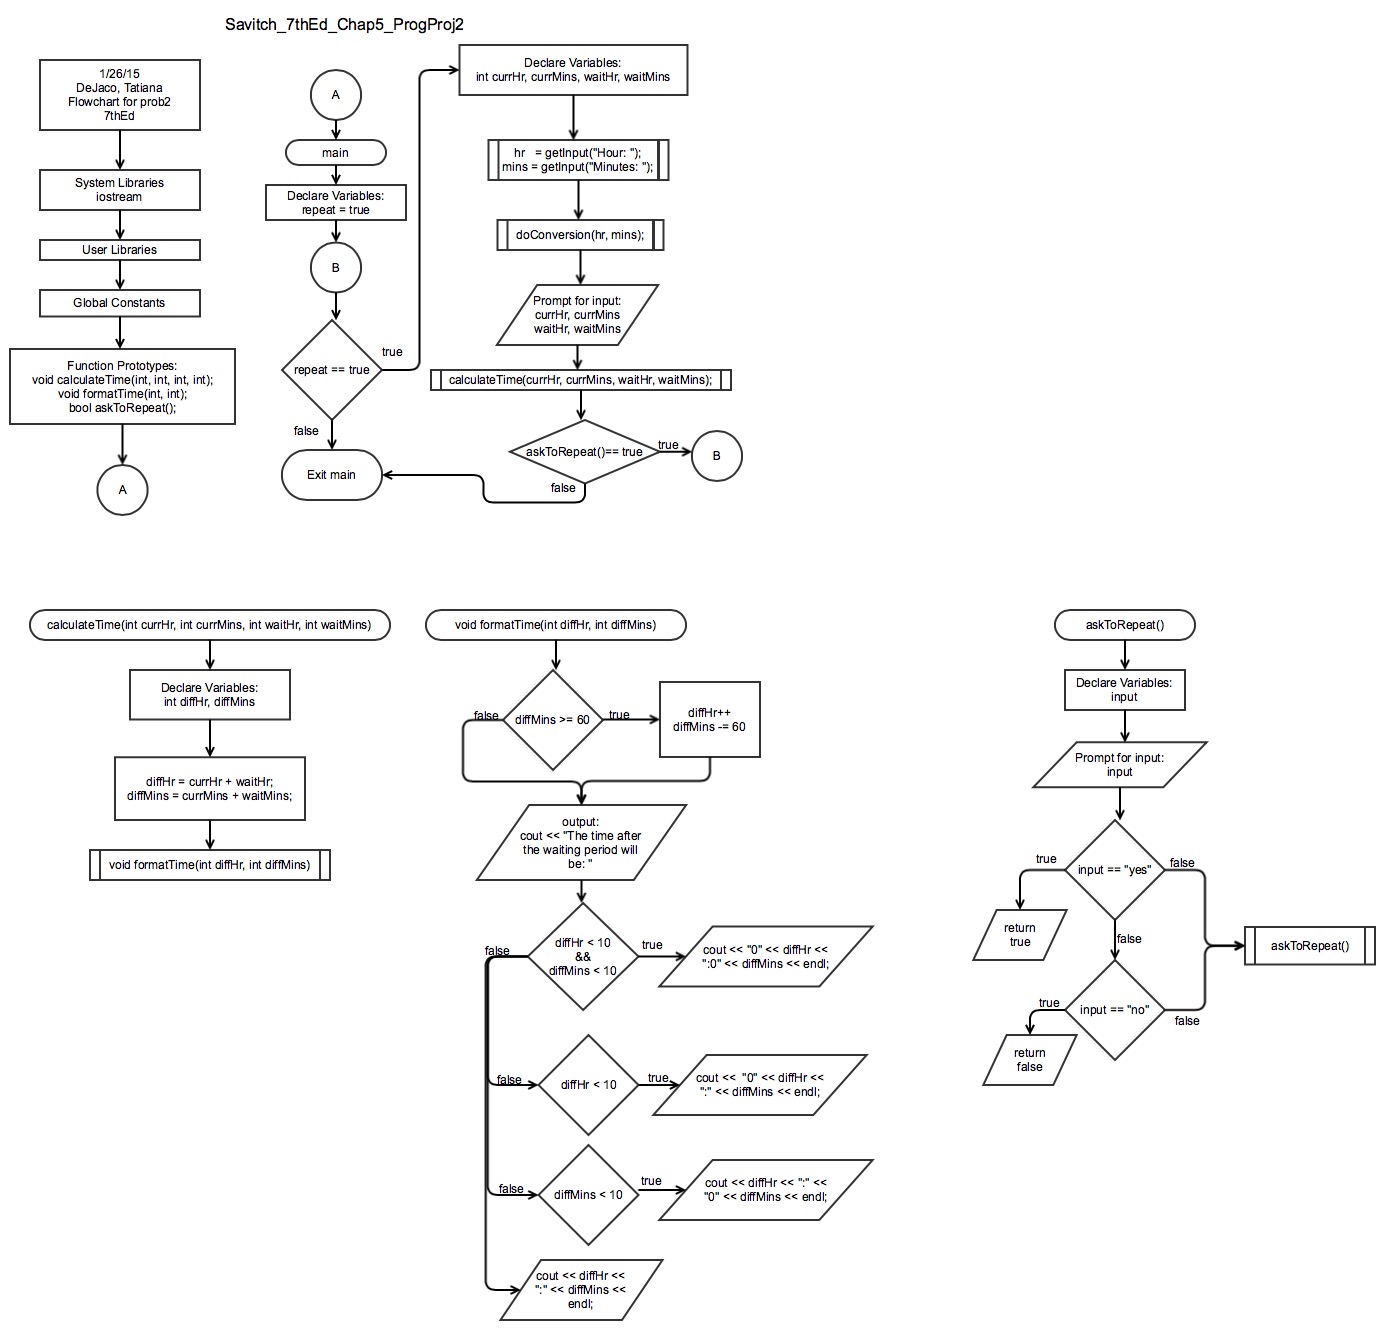 Savitch_7thEd_Chap5_ProgProj2
1/26/15
DeJaco, Tatiana
Flowchart for prob2
7thEd
System Libraries
iostream
User Libraries
Global Constants
Function Prototypes:
void calculateTime(int, int, int, int);
void formatTime(int, int);
bool askToRepeat();
A
A
main
Declare Variables:
repeat = true
B
repeat == true
true
false
Exit main
Declare Variables:
int currHr, currMins, waitHr, waitMins
hr = getInput("Hour: ");
mins = getInput("Minutes: ");
doConversion(hr, mins);
Prompt for input:
currHr, currMins
waitHr, waitMins
calculateTime(currHr, currMins, waitHr, waitMins);
askToRepeat()== true
true
B
false
calculateTime(int currHr, int currMins, int waitHr, int waitMins)
Declare Variables:
int diffHr, diffMins
diffHr = currHr + waitHr;
diffMins = currMins + waitMins;
void formatTime(int diffHr, int diffMins)
void formatTime(int diffHr, int diffMins)
false
diffMins >= 60
true
diffHr++
diffMins -= 60
output:
cout << "The time after
the waiting period will
be: "
false
diffHr < 10
&&
diffMins < 10
true
cout << "0" << diffHr <<
":0" << diffMins << endl;
false
diffHr < 10
true
cout << "0" << diffHr <<
":" << diffMins << endl;
false
diffMins < 10
true
cout << diffHr << ":" <<
"0" << diffMins << endl;
cout << diffHr <<
":" << diffMins <<
endl;
askToRepeat()
Declare Variables:
input
Prompt for input:
input
true
input == "yes"
false
return
true
false
askToRepeat()
true
input == "no"
false
return
false